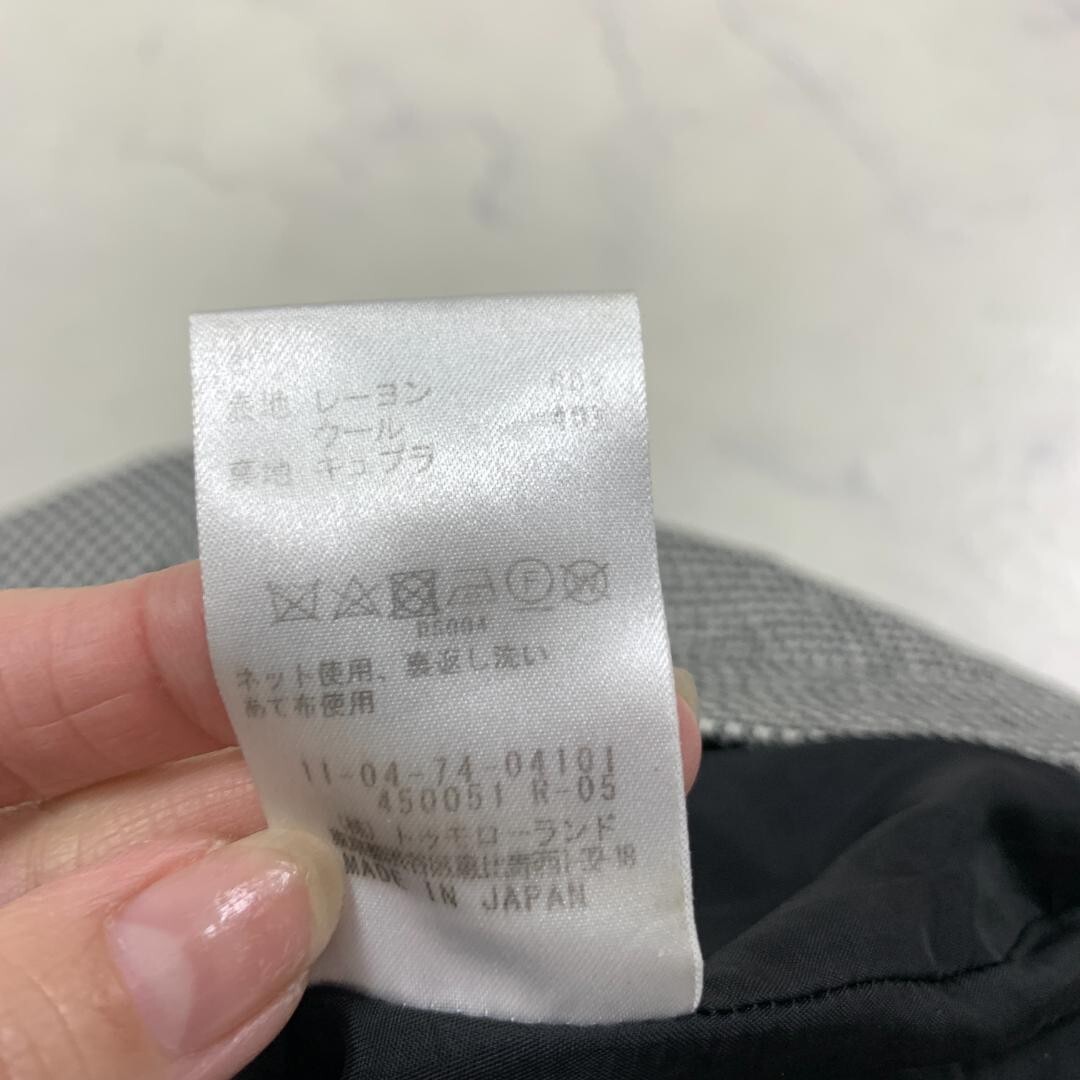 表地 レーヨン
ウール 40%
裏地 キュプラ
F
ネット使用、裏返し洗い
あて布使用
11-04-74-04101
450051 R-05
(株) トゥモローランド
MADE IN JAPAN